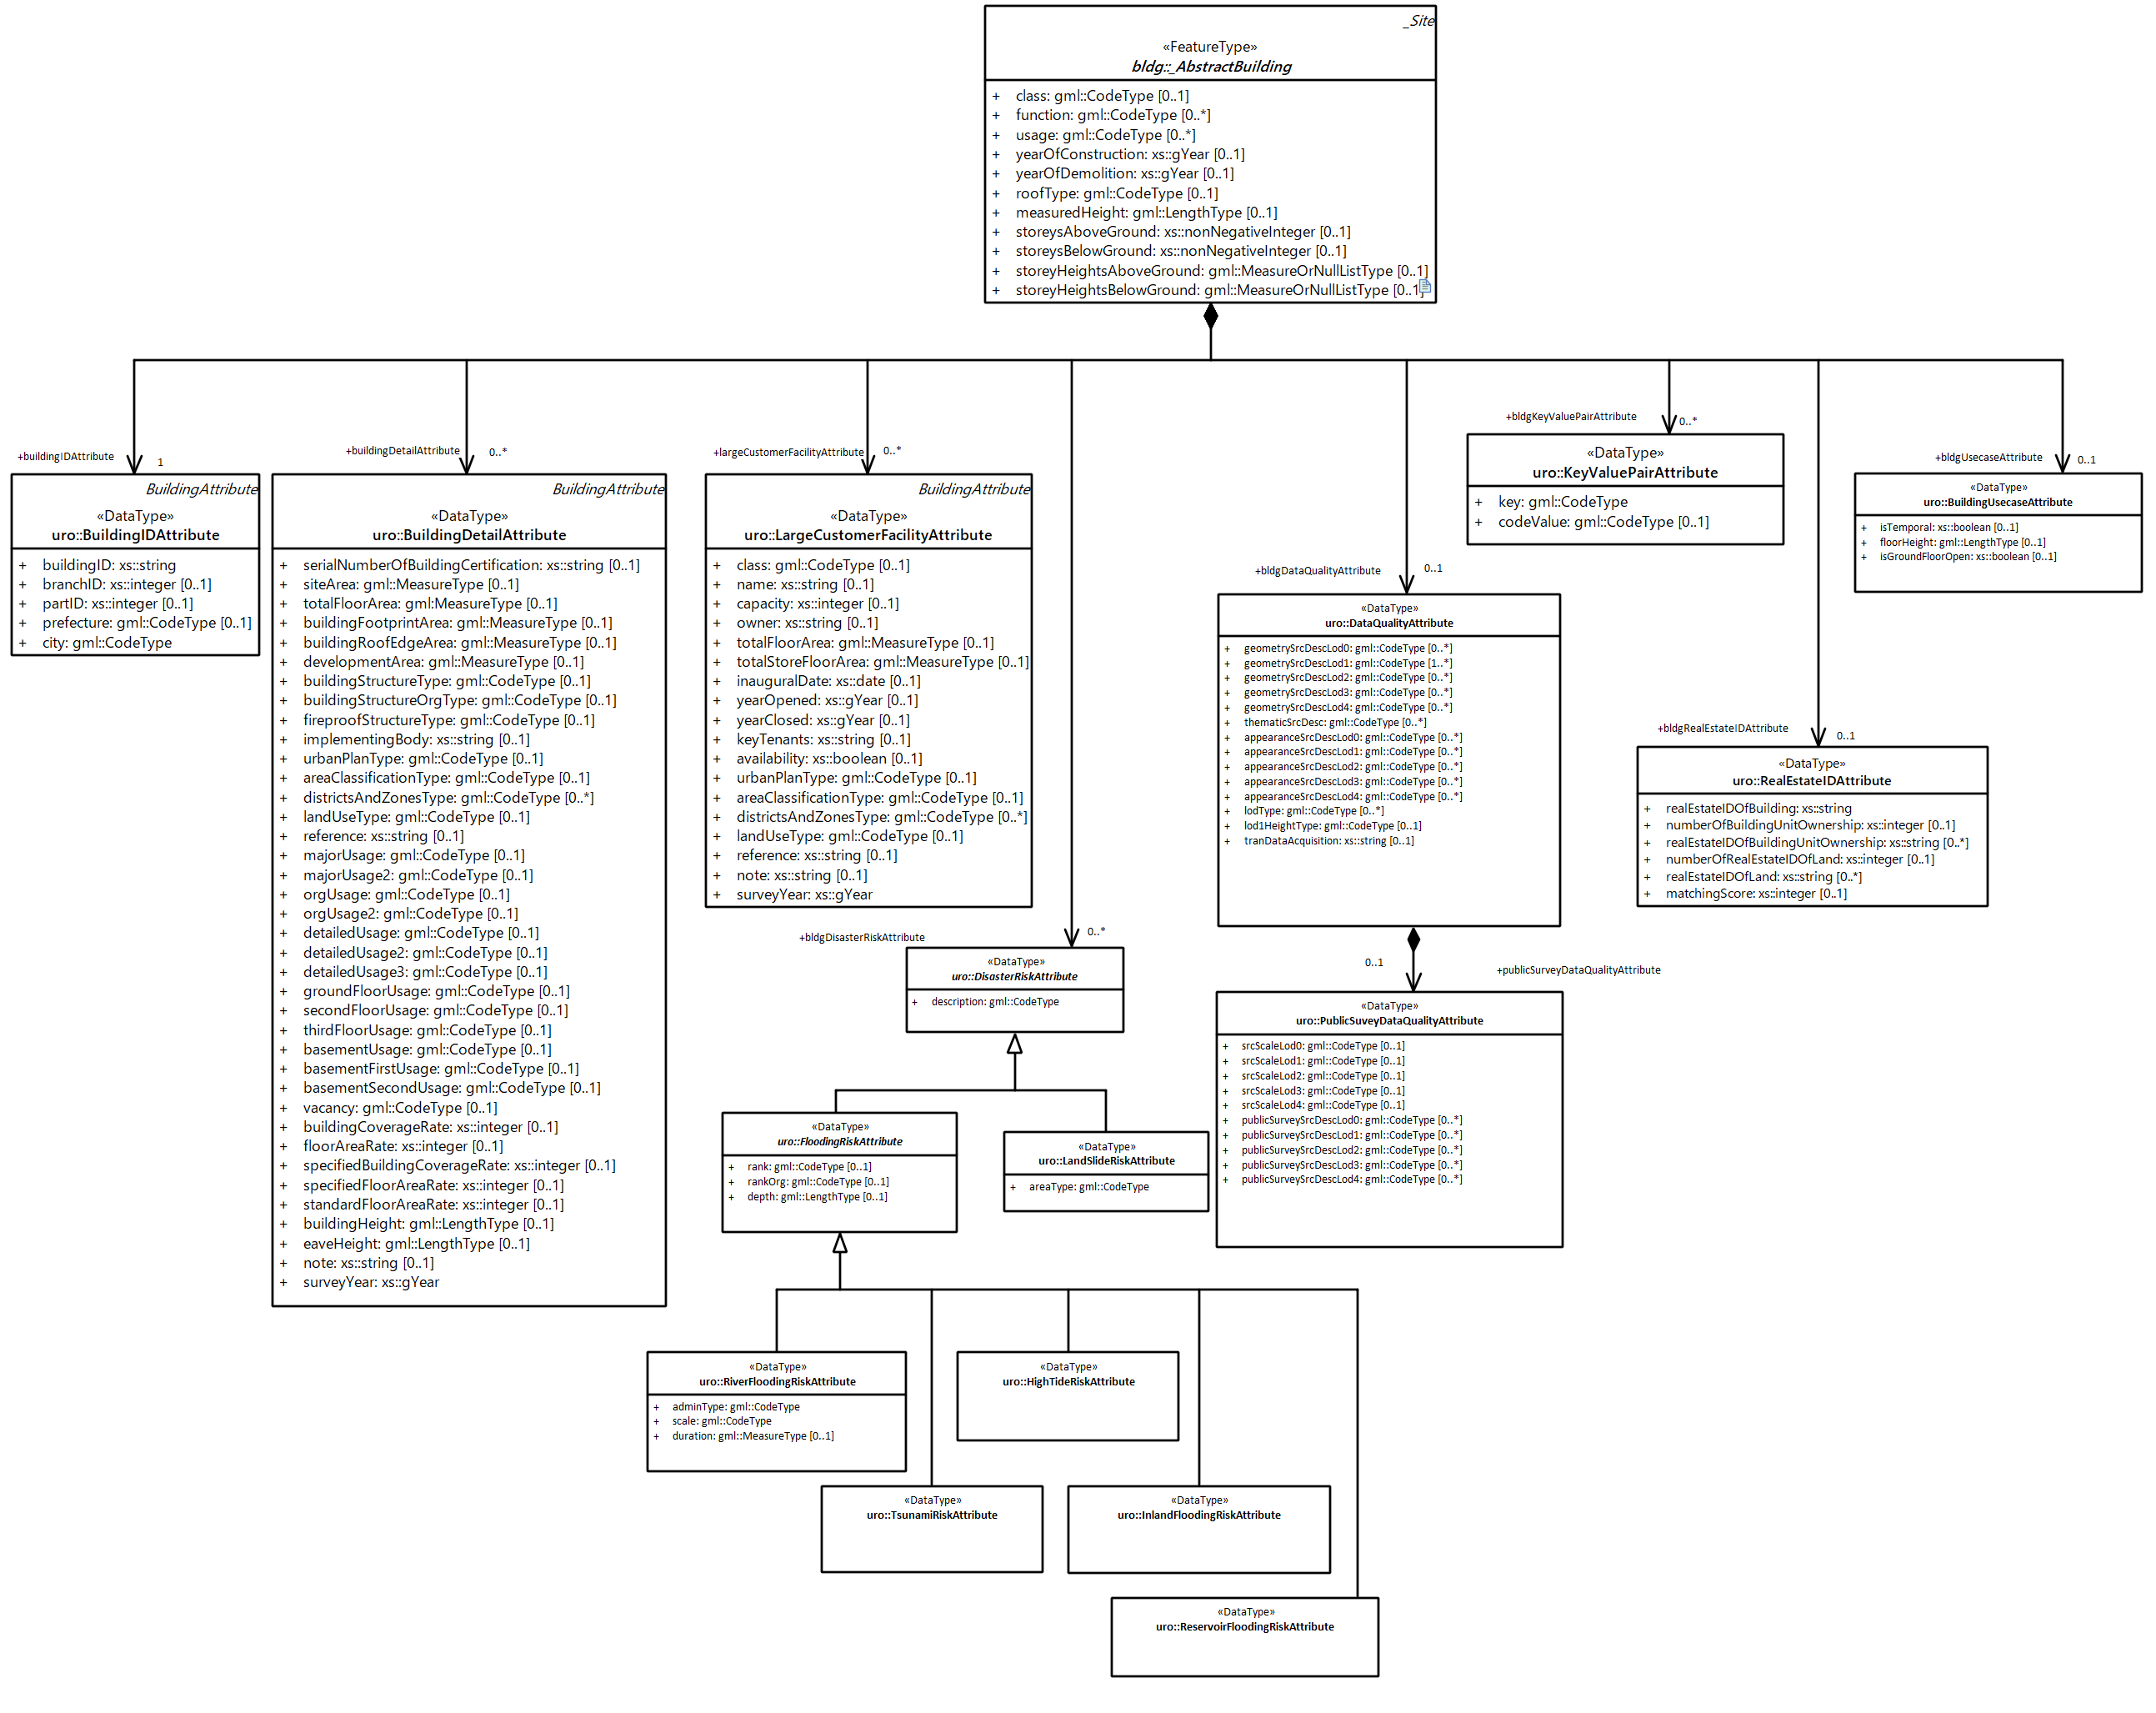 _Site
«FeatureType»
bldg::_AbstractBuilding
+ class: gml::CodeType [0..1]
+ function: gml::CodeType [0..*]
+ usage: gml::CodeType [0..*]
+ yearOfConstruction: xs::gYear [0..1]
+ yearOfDemolition: xs::gYear [0..1]
+ roofType: gml::CodeType [0..1]
+ measuredHeight: gml::LengthType [0..1]
+ storeysAboveGround: xs::nonNegativeInteger [0..1]
+ storeysBelowGround: xs::nonNegativeInteger [0..1]
+ storeyHeightsAboveGround: gml::MeasureOrNullListType [0..1]
+ storeyHeightsBelowGround: gml::MeasureOrNullListType [0..1]
+buildingIDAttribute
1
BuildingAttribute
«DataType»
uro::BuildingIDAttribute
+ buildingID: xs::string
+ branchID: xs::integer [0..1]
+ partID: xs::integer [0..1]
+ prefecture: gml::CodeType [0..1]
+ city: gml::CodeType
+buildingDetailAttribute
0..*
BuildingAttribute
«DataType»
uro::BuildingDetailAttribute
+ serialNumberOfBuildingCertification: xs::string [0..1]
+ siteArea: gml::MeasureType [0..1]
+ totalFloorArea: gml:MeasureType [0..1]
+ buildingFootprintArea: gml::MeasureType [0..1]
+ buildingRoofEdgeArea: gml::MeasureType [0..1]
+ developmentArea: gml::MeasureType [0..1]
+ buildingStructureType: gml::CodeType [0..1]
+ buildingStructureOrgType: gml::CodeType [0..1]
+ fireproofStructureType: gml::CodeType [0..1]
+ implementingBody: xs::string [0..1]
+ urbanPlanType: gml::CodeType [0..1]
+ areaClassificationType: gml::CodeType [0..1]
+ districtsAndZonesType: gml::CodeType [0..*]
+ landUseType: gml::CodeType [0..1]
+ reference: xs::string [0..1]
+ majorUsage: gml::CodeType [0..1]
+ majorUsage2: gml::CodeType [0..1]
+ orgUsage: gml::CodeType [0..1]
+ orgUsage2: gml::CodeType [0..1]
+ detailedUsage: gml::CodeType [0..1]
+ detailedUsage2: gml::CodeType [0..1]
+ detailedUsage3: gml::CodeType [0..1]
+ groundFloorUsage: gml::CodeType [0..1]
+ secondFloorUsage: gml::CodeType [0..1]
+ thirdFloorUsage: gml::CodeType [0..1]
+ basementUsage: gml::CodeType [0..1]
+ basementFirstUsage: gml::CodeType [0..1]
+ basementSecondUsage: gml::CodeType [0..1]
+ vacancy: gml::CodeType [0..1]
+ buildingCoverageRate: xs::integer [0..1]
+ floorAreaRate: xs::integer [0..1]
+ specifiedBuildingCoverageRate: xs::integer [0..1]
+ specifiedFloorAreaRate: xs::integer [0..1]
+ standardFloorAreaRate: xs::integer [0..1]
+ buildingHeight: gml::LengthType [0..1]
+ eaveHeight: gml::LengthType [0..1]
+ note: xs::string [0..1]
+ surveyYear: xs::gYear
+largeCustomerFacilityAttribute
0..*
BuildingAttribute
«DataType»
uro::LargeCustomerFacilityAttribute
+ class: gml::CodeType [0..1]
+ name: xs::string [0..1]
+ capacity: xs::integer [0..1]
+ owner: xs::string [0..1]
+ totalFloorArea: gml::MeasureType [0..1]
+ totalStoreFloorArea: gml::MeasureType [0..1]
+ inauguralDate: xs::date [0..1]
+ yearOpened: xs::gYear [0..1]
+ yearClosed: xs::gYear [0..1]
+ keyTenants: xs::string [0..1]
+ availability: xs::boolean [0..1]
+ urbanPlanType: gml::CodeType [0..1]
+ areaClassificationType: gml::CodeType [0..1]
+ districtsAndZonesType: gml::CodeType [0..*]
+ landUseType: gml::CodeType [0..1]
+ reference: xs::string [0..1]
+ note: xs::string [0..1]
+ surveyYear: xs::gYear
+bldgKeyValuePairAttribute
0..*
«DataType»
uro::KeyValuePairAttribute
+ key: gml::CodeType
+ codeValue: gml::CodeType [0..1]
+bldgUsecaseAttribute
0..1
«DataType»
uro::BuildingUsecaseAttribute
+ isTemporal: xs::boolean [0..1]
+ floorHeight: gml::LengthType [0..1]
+ isGroundFloorOpen: xs::boolean [0..1]
+bldgDataQualityAttribute
0..1
«DataType»
uro::DataQualityAttribute
+ geometrySrcDescLod0: gml::CodeType [0..*]
+ geometrySrcDescLod1: gml::CodeType [1..*]
+ geometrySrcDescLod2: gml::CodeType [0..*]
+ geometrySrcDescLod3: gml::CodeType [0..*]
+ geometrySrcDescLod4: gml::CodeType [0..*]
+ thematicSrcDesc: gml::CodeType [0..*]
+ appearanceSrcDescLod0: gml::CodeType [0..*]
+ appearanceSrcDescLod1: gml::CodeType [0..*]
+ appearanceSrcDescLod2: gml::CodeType [0..*]
+ appearanceSrcDescLod3: gml::CodeType [0..*]
+ appearanceSrcDescLod4: gml::CodeType [0..*]
+ lodType: gml::CodeType [0..*]
+ lod1HeightType: gml::CodeType [0..1]
+ tranDataAcquisition: xs::string [0..1]
+bldgRealEstateIDAttribute
0..1
«DataType»
uro::RealEstateIDAttribute
+ realEstateIDOfBuilding: xs::string
+ numberOfBuildingUnitOwnership: xs::integer [0..1]
+ realEstateIDOfBuildingUnitOwnership: xs::string [0..*]
+ numberOfRealEstateIDOfLand: xs::integer [0..1]
+ realEstateIDOfLand: xs::string [0..*]
+ matchingScore: xs::integer [0..1]
+bldgDisasterRiskAttribute
0..*
«DataType»
uro::DisasterRiskAttribute
+ description: gml::CodeType
0..1
+publicSurveyDataQualityAttribute
«DataType»
uro::PublicSuveyDataQualityAttribute
+ srcScaleLod0: gml::CodeType [0..1]
+ srcScaleLod1: gml::CodeType [0..1]
+ srcScaleLod2: gml::CodeType [0..1]
+ srcScaleLod3: gml::CodeType [0..1]
+ srcScaleLod4: gml::CodeType [0..1]
+ publicSurveySrcDescLod0: gml::CodeType [0..*]
+ publicSurveySrcDescLod1: gml::CodeType [0..*]
+ publicSurveySrcDescLod2: gml::CodeType [0..*]
+ publicSurveySrcDescLod3: gml::CodeType [0..*]
+ publicSurveySrcDescLod4: gml::CodeType [0..*]
«DataType»
uro::FloodingRiskAttribute
+ rank: gml::CodeType [0..1]
+ rankOrg: gml::CodeType [0..1]
+ depth: gml::LengthType [0..1]
«DataType»
uro::LandSlideRiskAttribute
+ areaType: gml::CodeType
«DataType»
uro::RiverFloodingRiskAttribute
+ adminType: gml::CodeType
+ scale: gml::CodeType
+ duration: gml::MeasureType [0..1]
«DataType»
uro::HighTideRiskAttribute
«DataType»
uro::TsunamiRiskAttribute
«DataType»
uro::InlandFloodingRiskAttribute
«DataType»
uro::ReservoirFloodingRiskAttribute